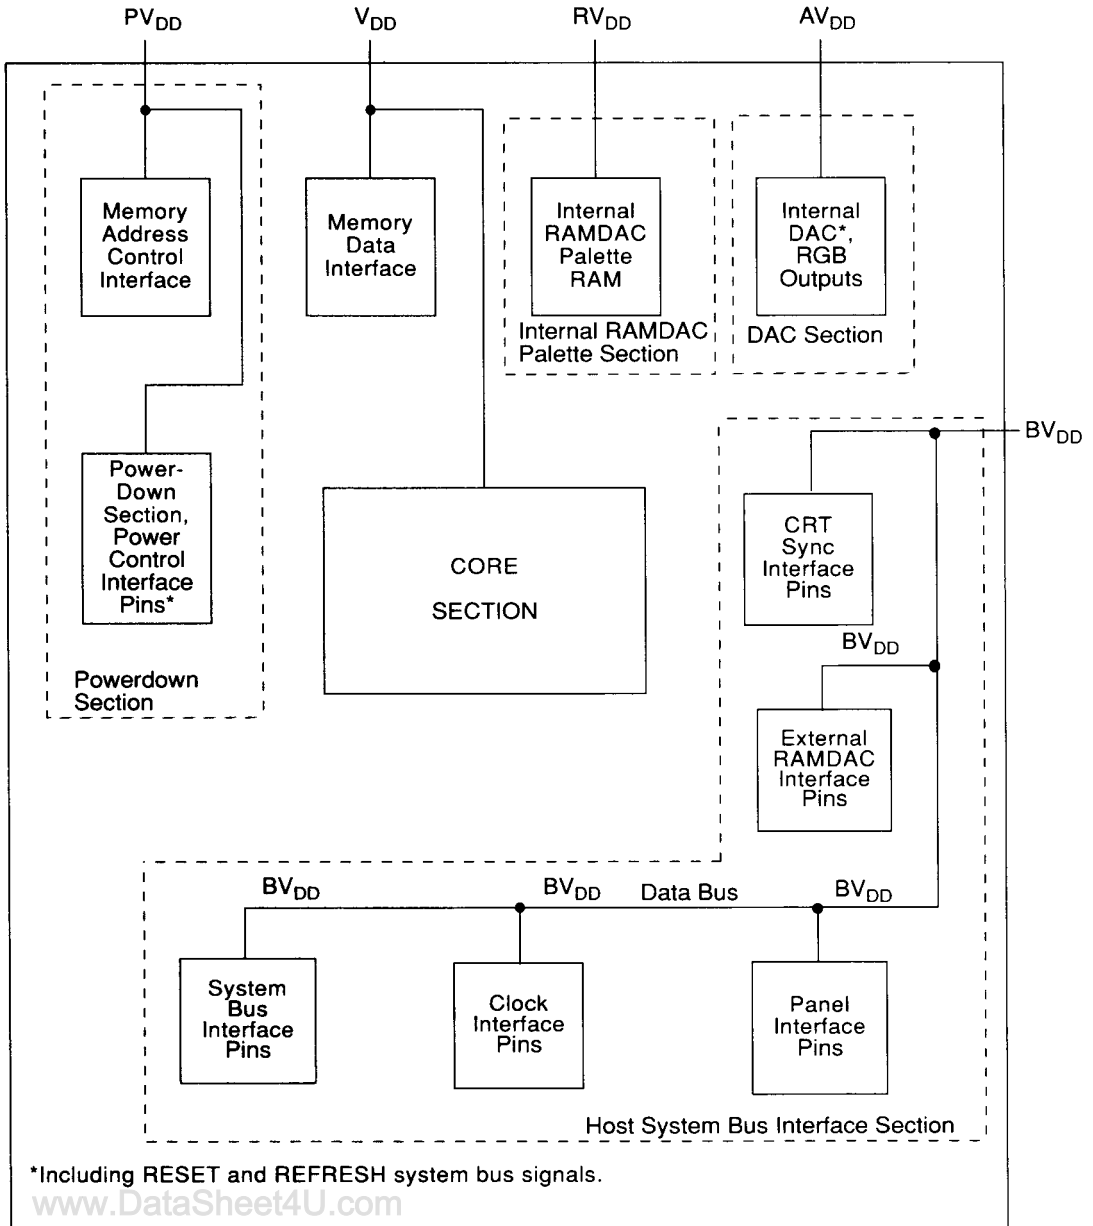 PVDD
VDD
RVDD
AVDD
Memory
Address
Control
Interface
Memory
Data
Interface
Internal
RAMDAC
Palette
RAM
Internal RAMDAC
Palette Section
Internal
DAC*,
RGB
Outputs
DAC Section
BVDD
Power-
Down
Section,
Power
Control
Interface
Pins*
Powerdown
Section
CORE
SECTION
CRT
Sync
Interface
Pins
BVDD
External
RAMDAC
Interface
Pins
BVDD
BVDD
Data Bus
BVDD
System
Bus
Interface
Pins
Clock
Interface
Pins
Panel
Interface
Pins
Host System Bus Interface Section
*Including RESET and REFRESH system bus signals.
www.DataSheet4U.com